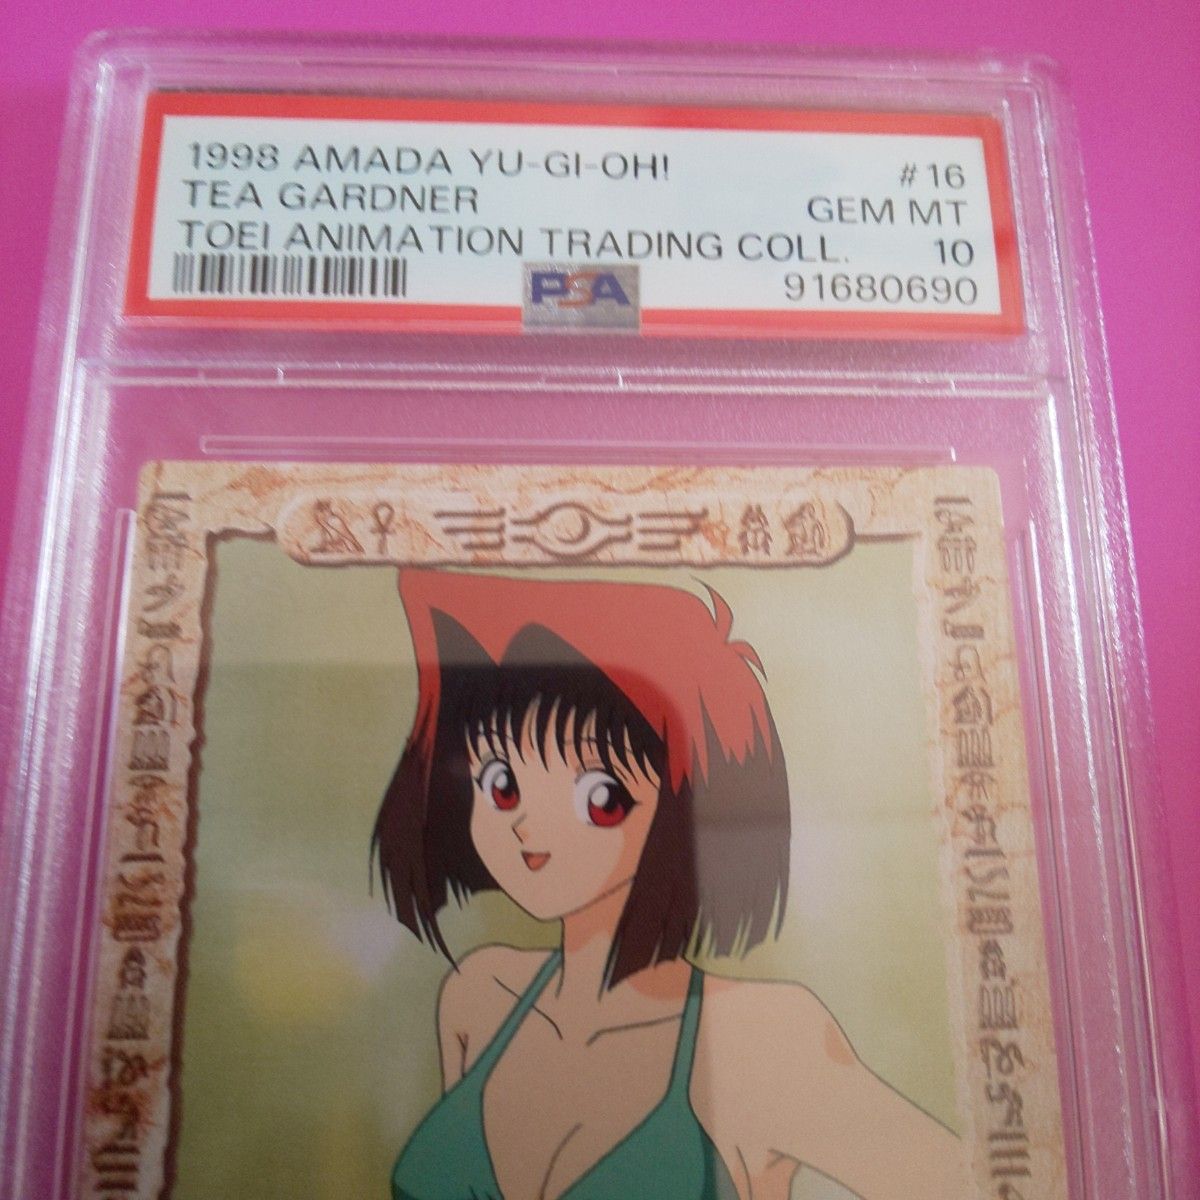 1998 AMADA YU-GI-OH! #16
TEA GARDNER GEM MT
TOEI ANIMATION TRADING COLL. 10
PSA 91680690